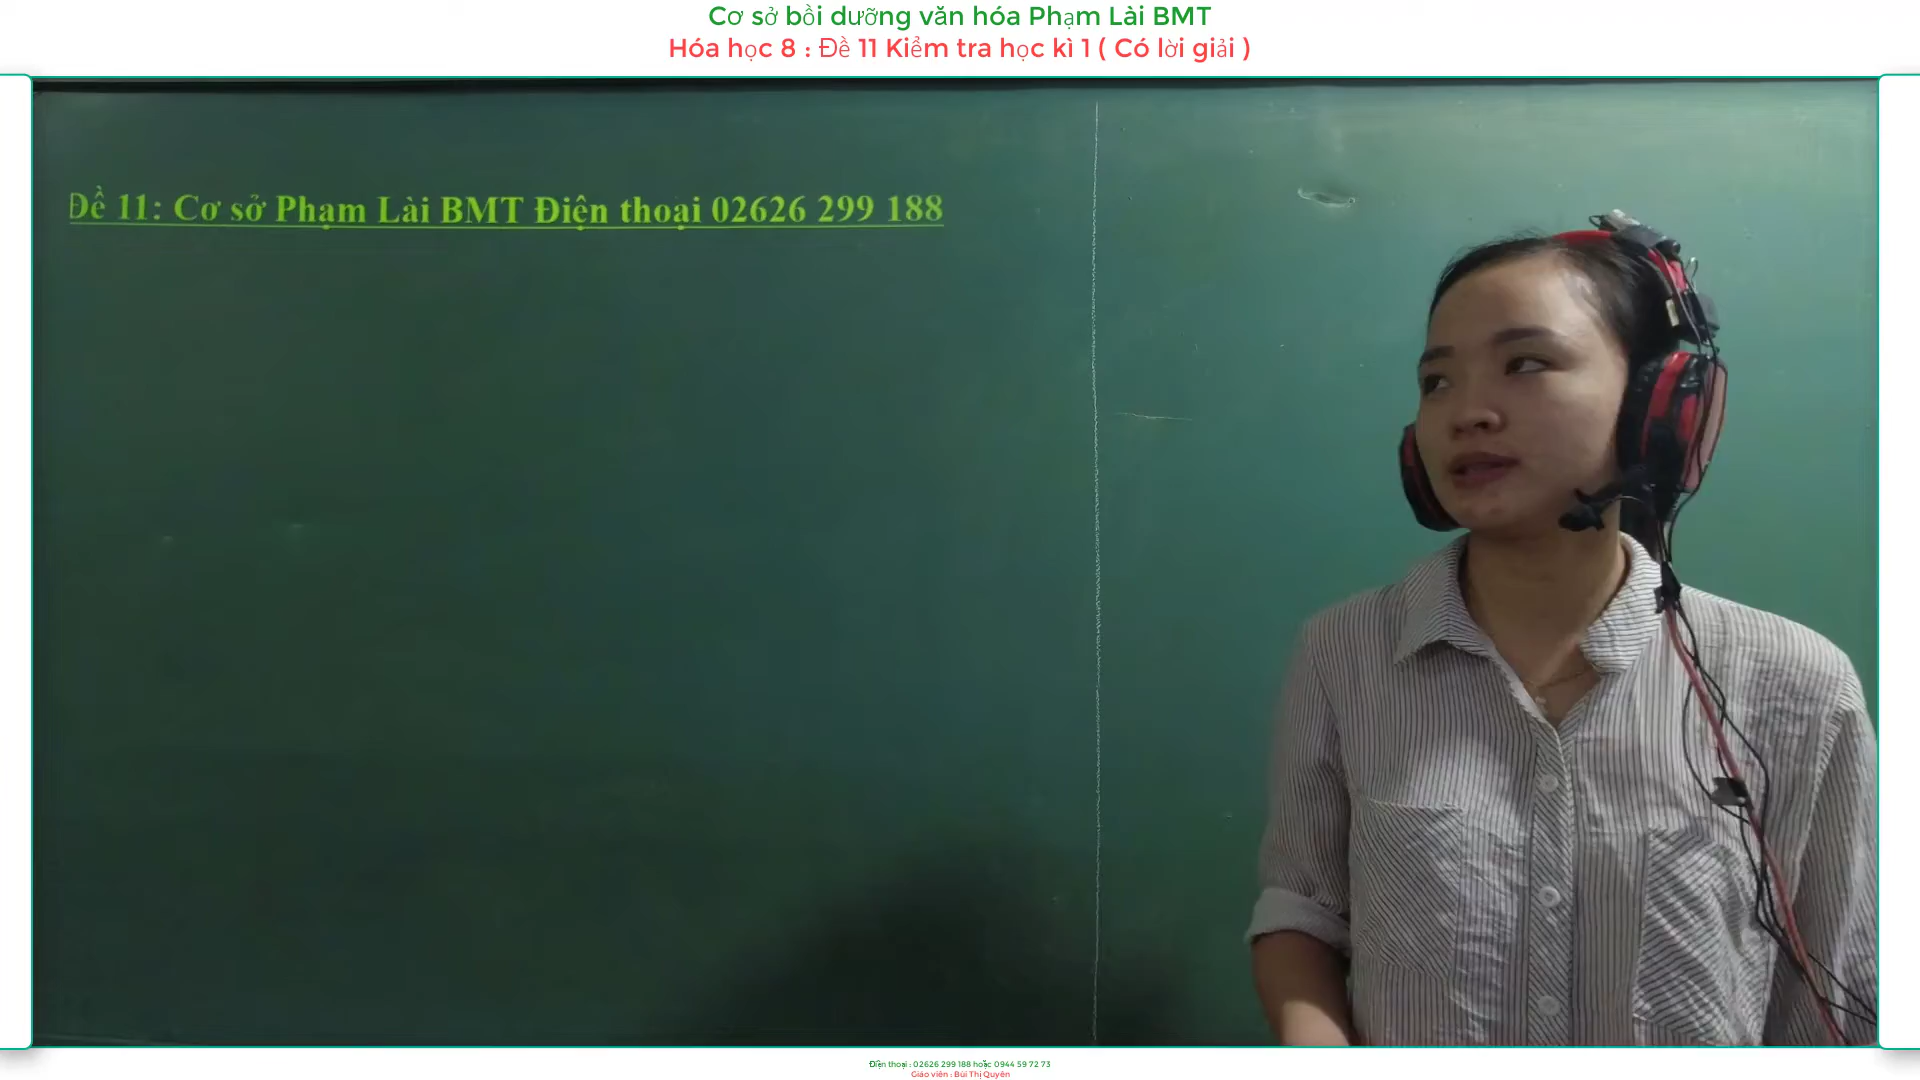 Cơ sở bồi dưỡng văn hóa Phạm Lài BMT
Hóa học 8 : Đề 11 Kiểm tra học kì 1 ( Có lời giải )
Đề 11: Cơ sở Phạm Lài BMT Điện thoại 02626 299 188
Điện thoại : 02626 299 188 hoặc 0944 59 72 73
Giáo viên : Bùi Thị Quyên